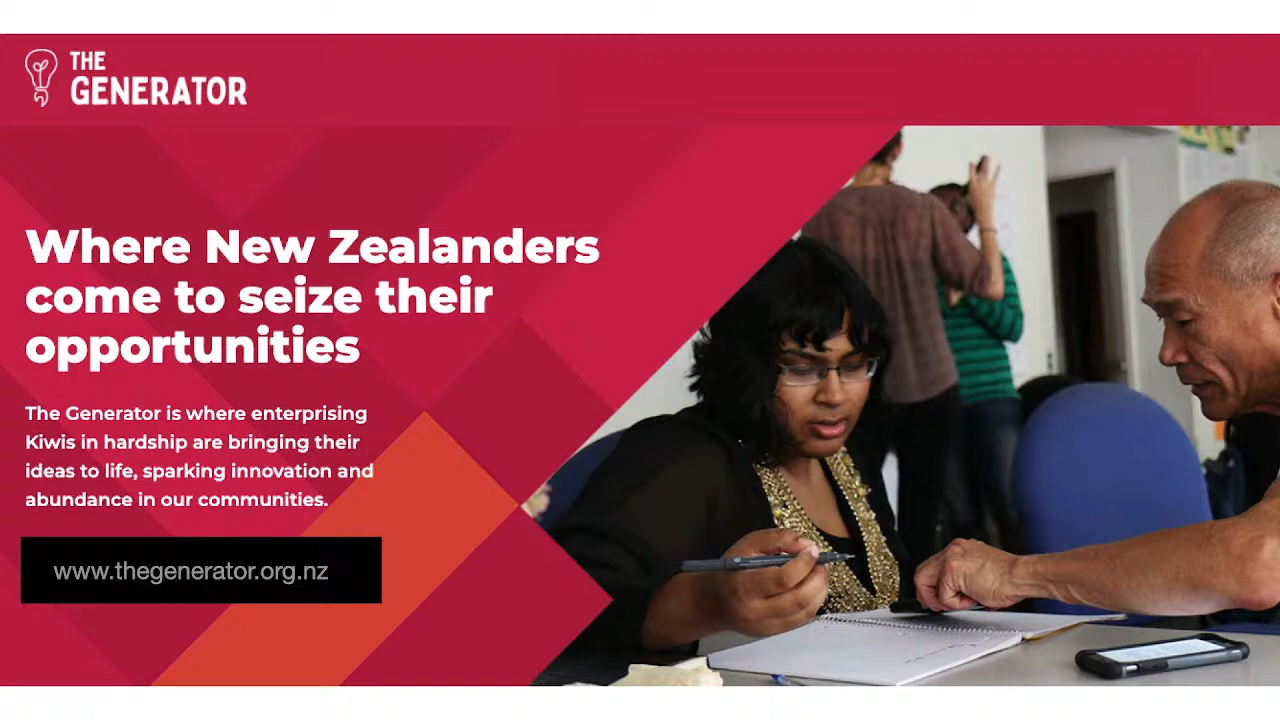 THE
GENERATOR
Where New Zealanders
come to seize their
opportunities
The Generator is where enterprising
Kiwis in hardship are bringing their
ideas to life, sparking innovation and
abundance in our communities.
www.thegenerator.org.nz